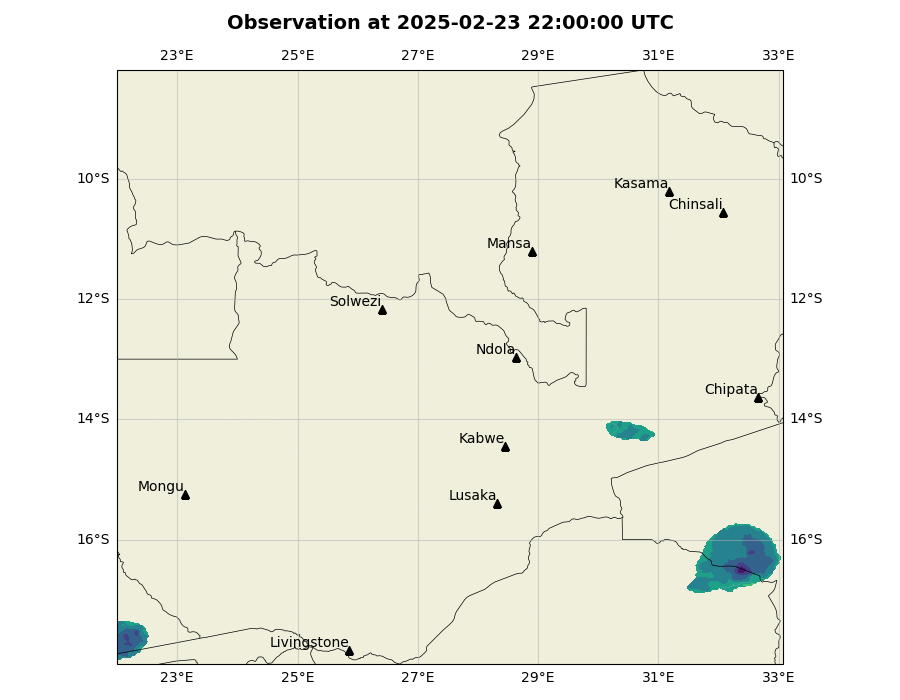 Observation at 2025-02-23 22:00:00 UTC
23°E 25°E 27°E 29°E 31°E 33°E
10°S 10°S
Kasama
Chinsali
Mansa
12°S 12°S
Solwezi
Ndola
Chipata
14°S 14°S
Kabwe
Mongu
Lusaka
16°S 16°S
Livingstone
23°E 25°E 27°E 29°E 31°E 33°E